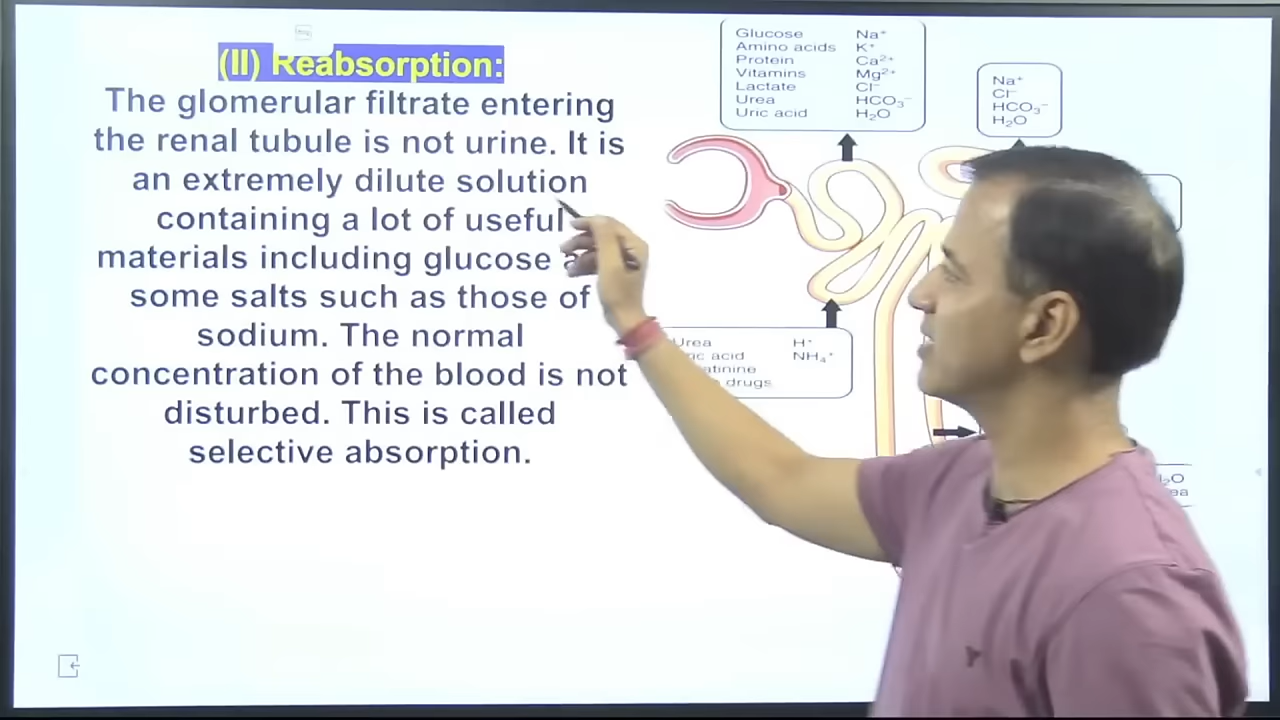 (II) Reabsorption:
The glomerular filtrate entering
the renal tubule is not urine. It is
an extremely dilute solution
containing a lot of useful
materials including glucose
some salts such as those of
sodium. The normal
concentration of the blood is not
disturbed. This is called
selective absorption.
Glucose Na⁺
Amino acids K⁺
Protein Ca²⁺
Vitamins Mg²⁺
Lactate Cl⁻
Urea HCO₃⁻
Uric acid H₂O
Na⁺
Cl⁻
HCO₃⁻
H₂O
Urea H⁺
acid NH₄⁺
drugs